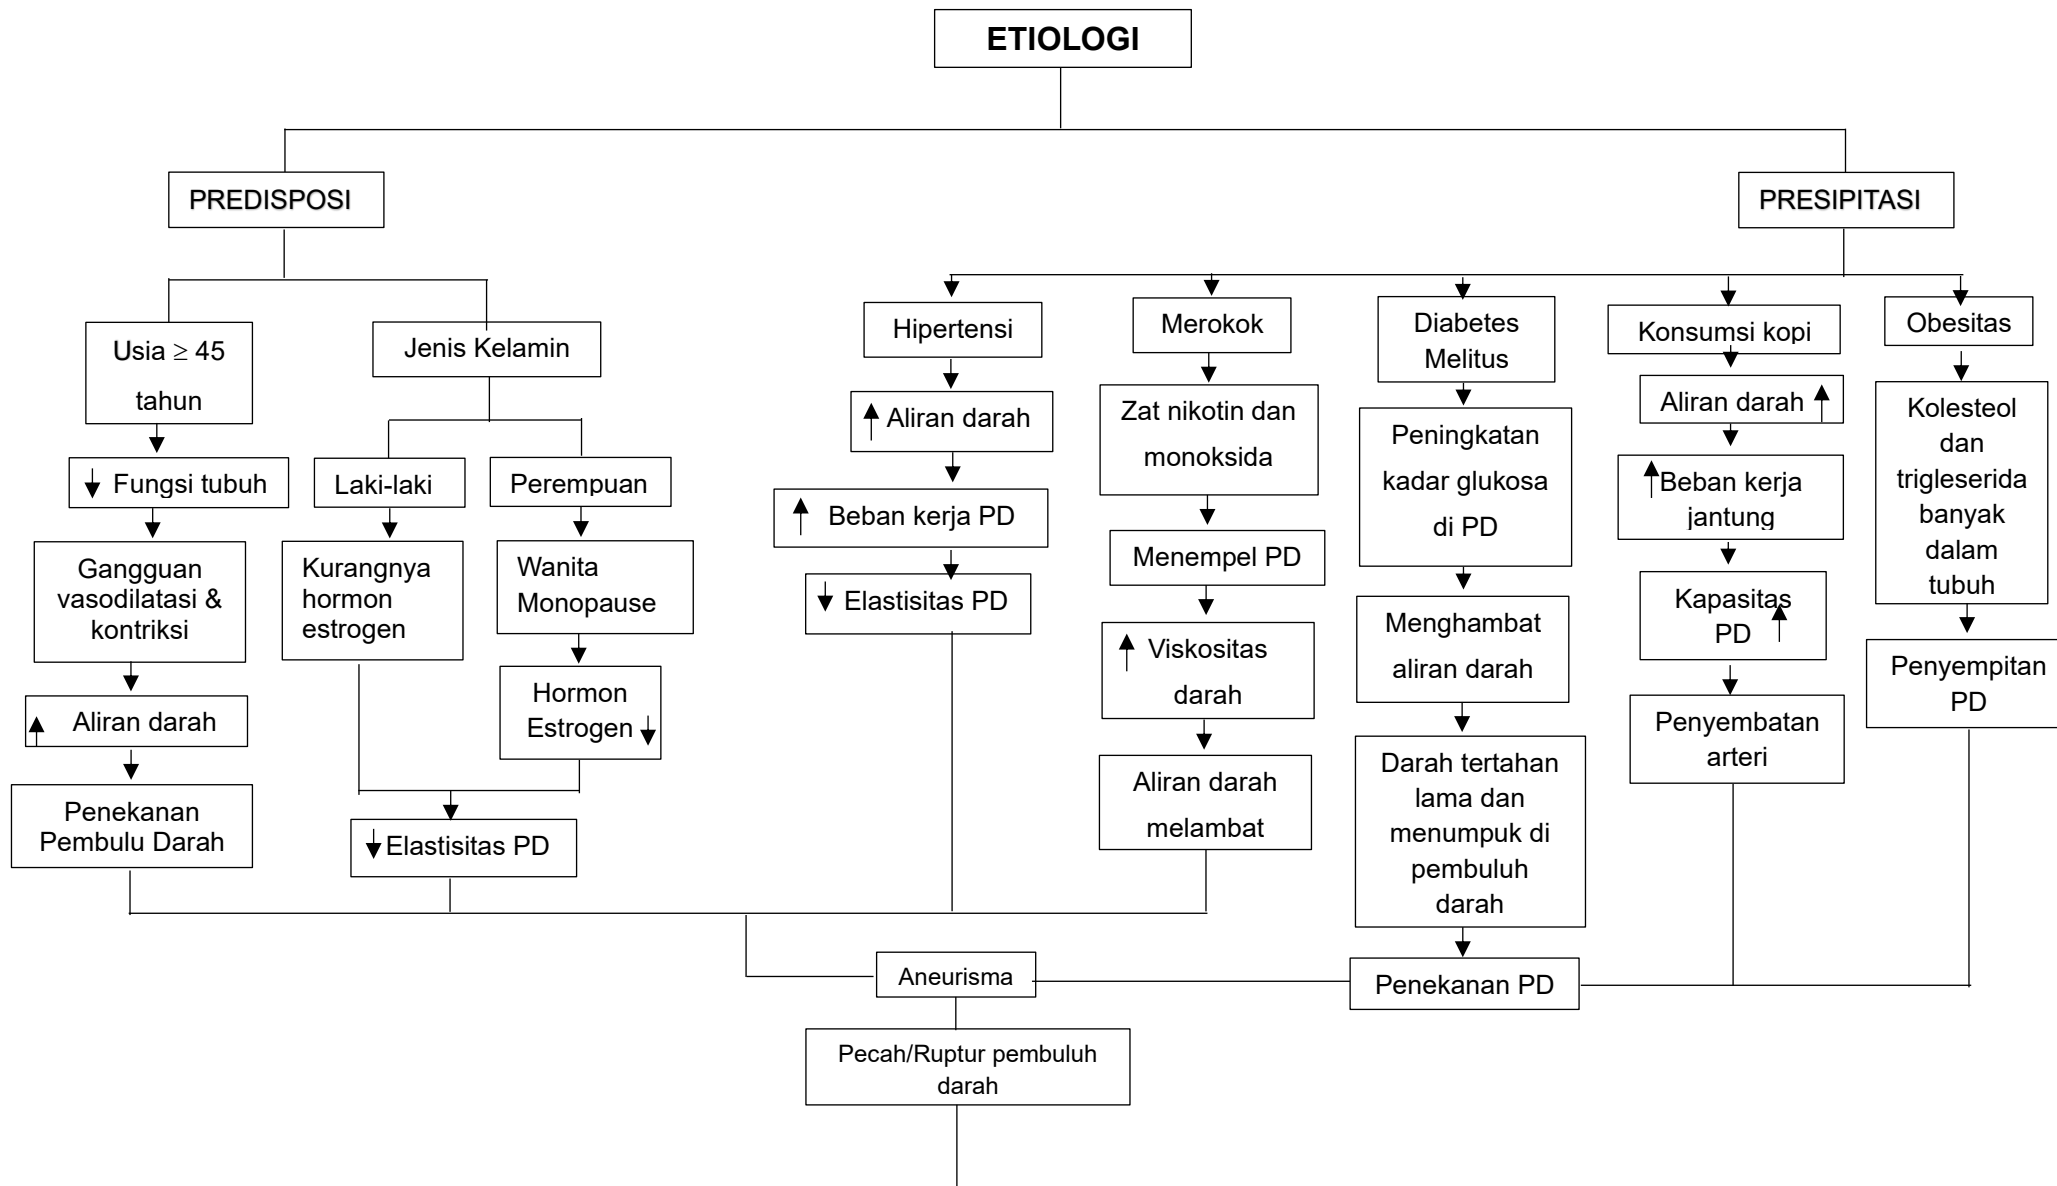 ETIOLOGI
PREDISPOSI
PRESIPITASI
Usia ≥ 45
tahun
↓ Fungsi tubuh
Gangguan
vasodilatasi &
kontriksi
↑ Aliran darah
Penekanan
Pembulu Darah
Jenis Kelamin
Laki-laki
Kurangnya
hormon
estrogen
Perempuan
Wanita
Monopause
Hormon
Estrogen ↓
↓ Elastisitas PD
Hipertensi
↑ Aliran darah
↑ Beban kerja PD
↓ Elastisitas PD
Merokok
Zat nikotin dan
monoksida
Menempel PD
↑ Viskositas
darah
Aliran darah
melambat
Diabetes
Melitus
Peningkatan
kadar glukosa
di PD
Menghambat
aliran darah
Darah tertahan
lama dan
menumpuk di
pembuluh
darah
Penekanan PD
Konsumsi kopi
Aliran darah ↑
↑ Beban kerja
jantung
Kapasitas
PD ↑
Penyembatan
arteri
Obesitas
Kolesteol
dan
trigleserida
banyak
dalam
tubuh
Penyempitan
PD
Aneurisma
Pecah/Ruptur pembuluh
darah